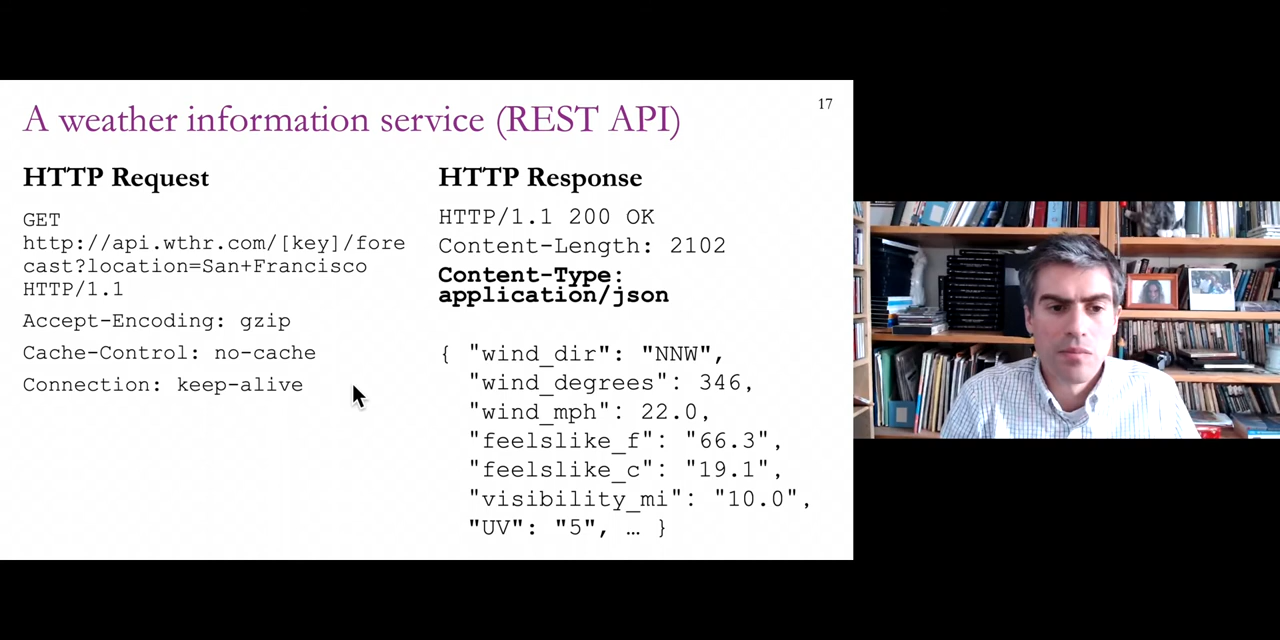 17
A weather information service (REST API)
HTTP Request
GET
http://api.wthr.com/[key]/fore
cast?location=San+Francisco
HTTP/1.1
Accept-Encoding: gzip
Cache-Control: no-cache
Connection: keep-alive
HTTP Response
HTTP/1.1 200 OK
Content-Length: 2102
Content-Type:
application/json
{ "wind_dir": "NNW",
"wind_degrees": 346,
"wind_mph": 22.0,
"feelslike_f": "66.3",
"feelslike_c": "19.1",
"visibility_mi": "10.0",
"UV": "5", … }